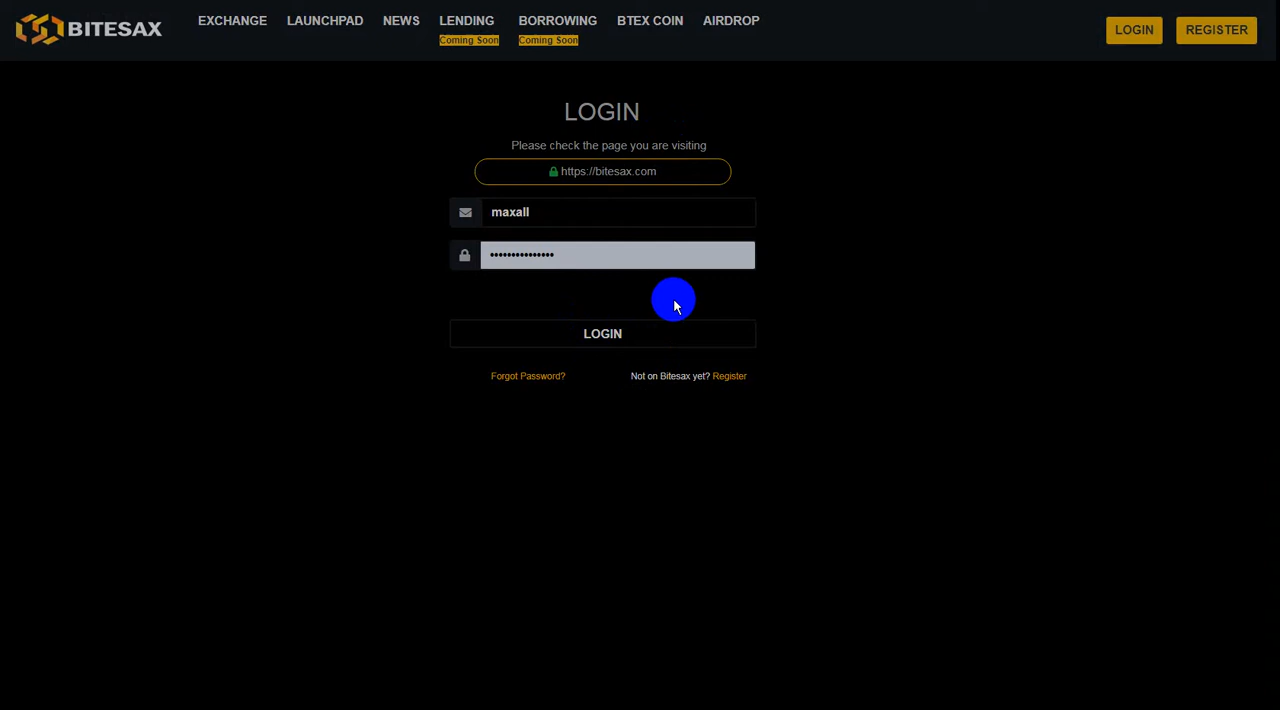 BITESAX
EXCHANGE LAUNCHPAD NEWS LENDING BORROWING BTEX COIN AIRDROP
Coming Soon Coming Soon
LOGIN REGISTER
LOGIN
Please check the page you are visiting
https://bitesax.com
maxall
•••••••••••••••
LOGIN
Forgot Password? Not on Bitesax yet? Register